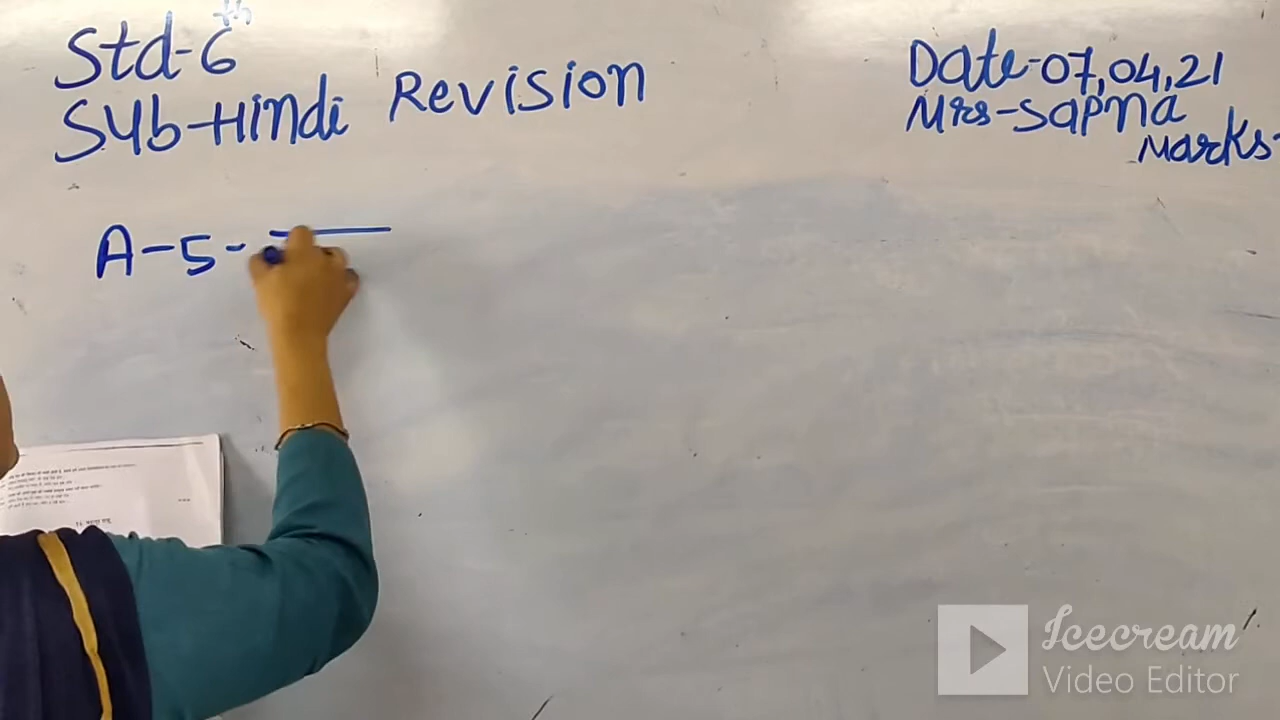 Std-6th
Sub-Hindi Revision
Date-07,04,21
Mrs-Sapna
Marks-
A-5-
Icecream
Video Editor